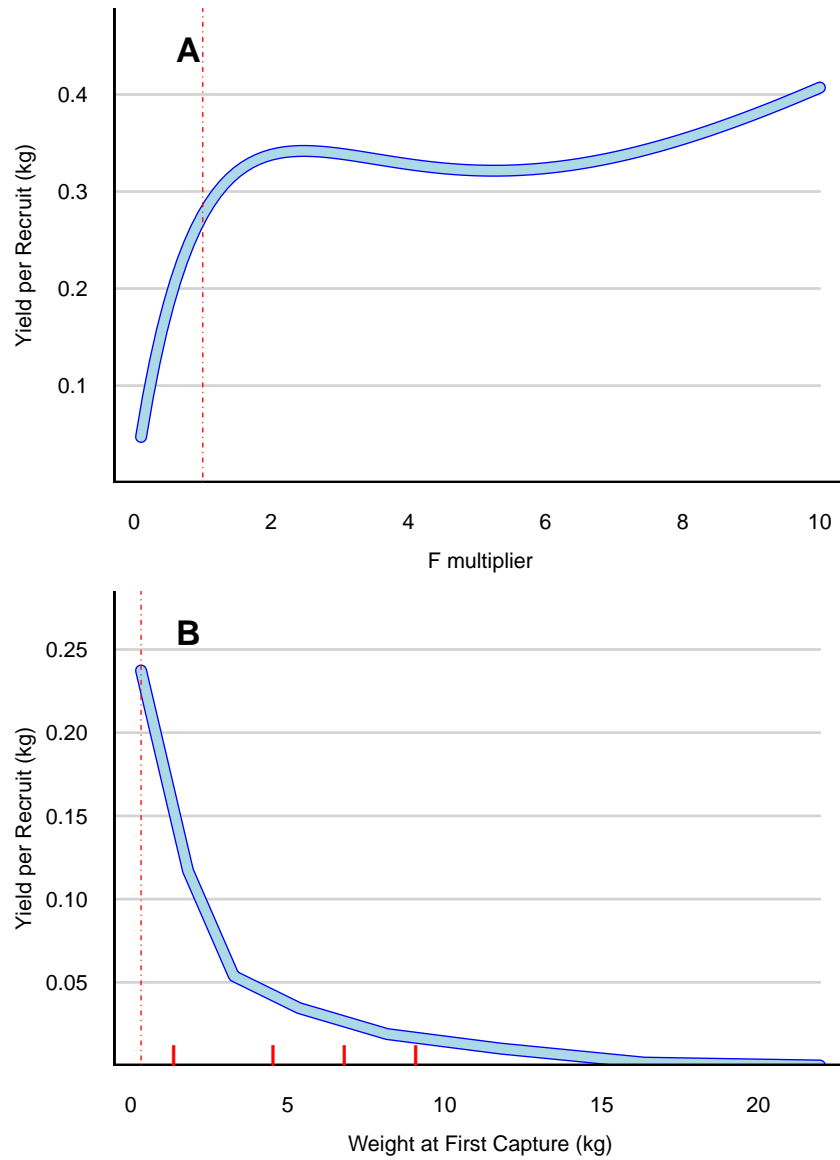 A
Yield per Recruit (kg)
0.4
0.3
0.2
0.1
0 2 4 6 8 10
F multiplier
B
Yield per Recruit (kg)
0.25
0.20
0.15
0.10
0.05
0 5 10 15 20
Weight at First Capture (kg)